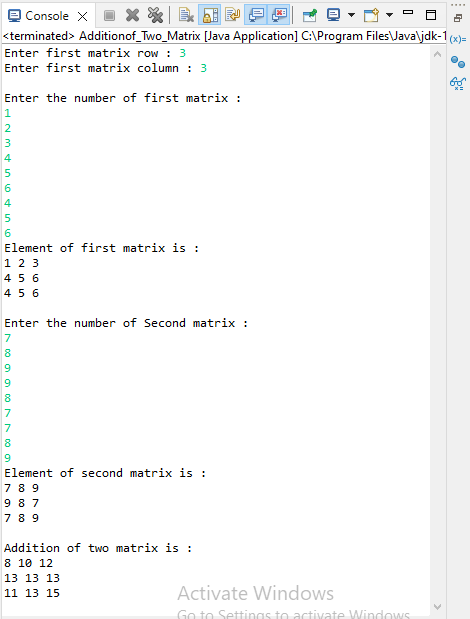 Console
<terminated> Additionof_Two_Matrix [Java Application] C:\Program Files\Java\jdk-1
Enter first matrix row : 3
Enter first matrix column : 3
Enter the number of first matrix :
1
2
3
4
5
6
4
5
6
Element of first matrix is :
1 2 3
4 5 6
4 5 6
Enter the number of Second matrix :
7
8
9
9
8
7
7
8
9
Element of second matrix is :
7 8 9
9 8 7
7 8 9
Addition of two matrix is :
8 10 12
13 13 13
11 13 15
Activate Windows
Go to Settings to activate Windows